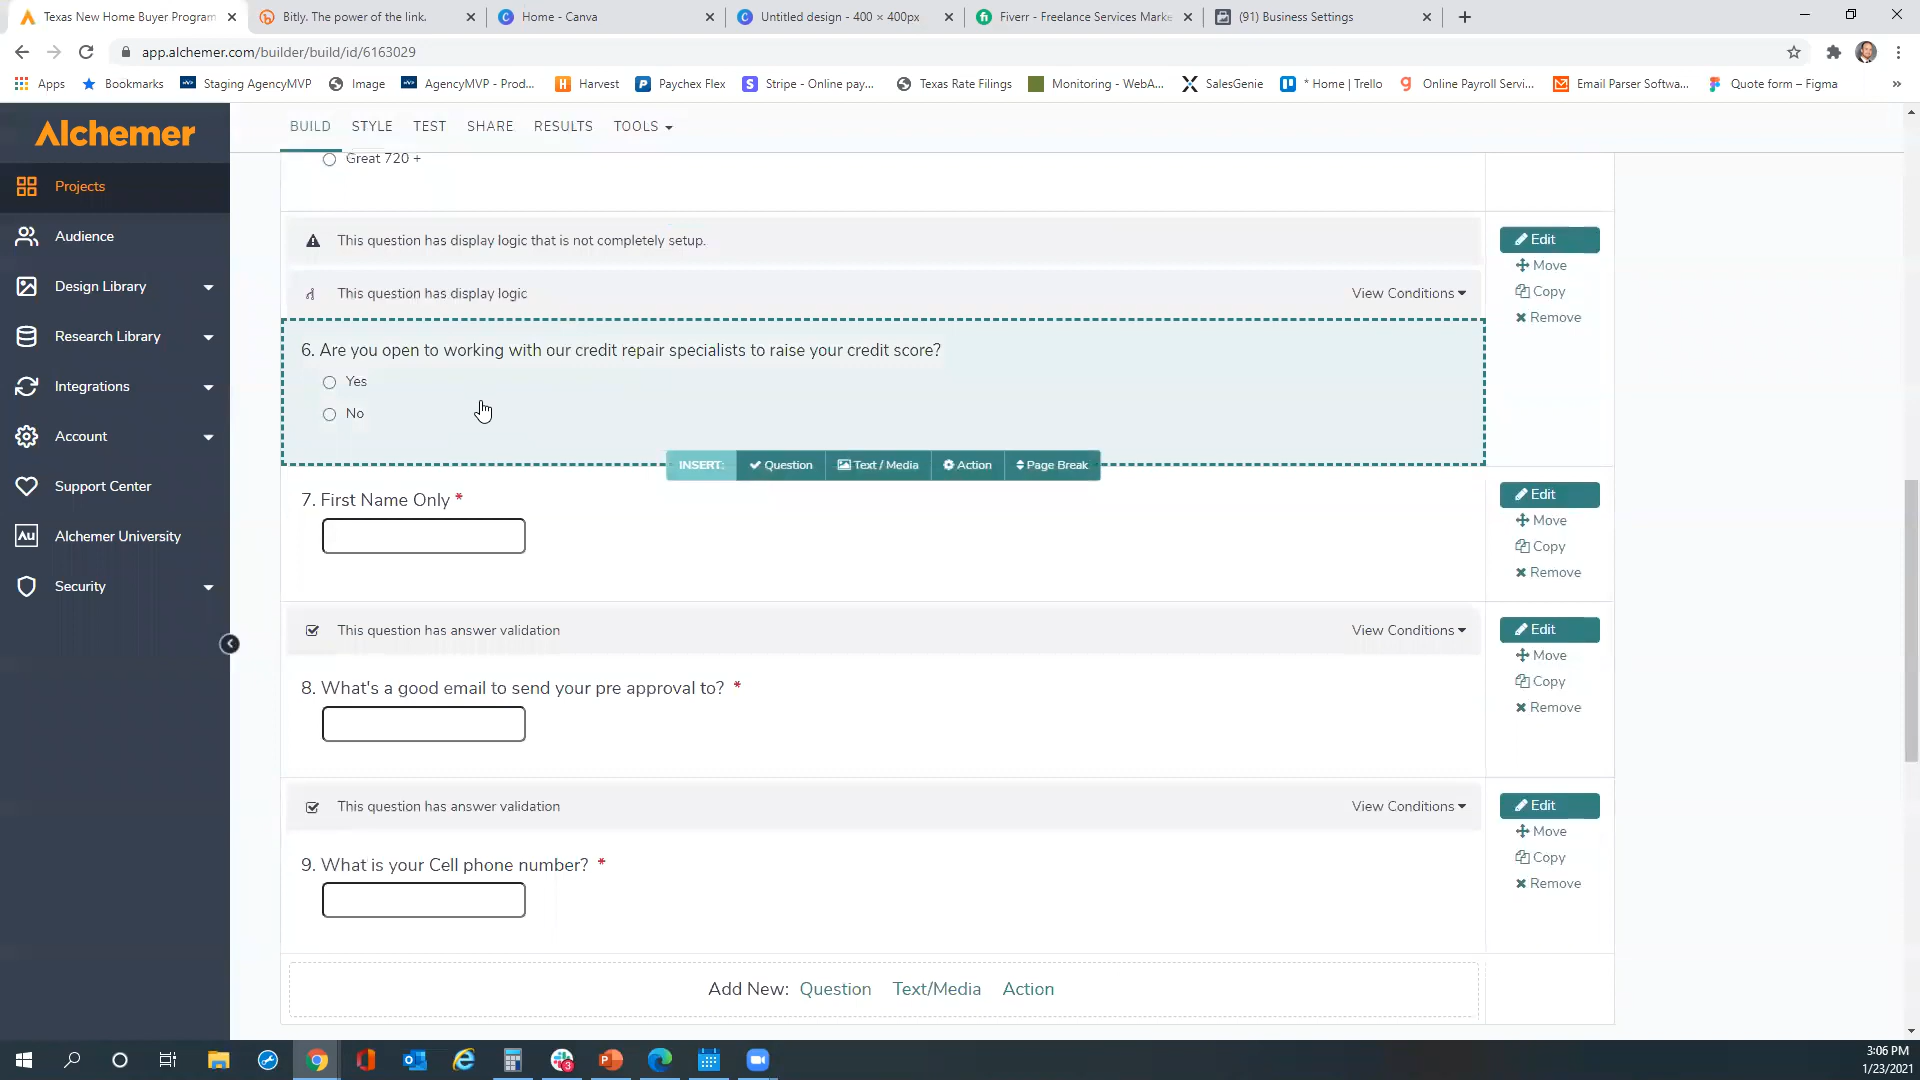 Texas New Home Buyer Program
Bitly. The power of the link.
Home - Canva
Untitled design - 400 × 400px
Fiverr - Freelance Services Marke
(91) Business Settings
app.alchemer.com/builder/build/id/6163029
Apps
Bookmarks
Staging AgencyMVP
Image
AgencyMVP - Prod...
Harvest
Paychex Flex
Stripe - Online pay...
Texas Rate Filings
Monitoring - WebA...
SalesGenie
* Home | Trello
Online Payroll Servi...
Email Parser Softwa...
Quote form – Figma
»
Alchemer
BUILD
STYLE
TEST
SHARE
RESULTS
TOOLS
Projects
Audience
Design Library
Research Library
Integrations
Account
Support Center
Au Alchemer University
Security
Great 720 +
This question has display logic that is not completely setup.
This question has display logic
View Conditions
6. Are you open to working with our credit repair specialists to raise your credit score?
Yes
No
INSERT: Question Text / Media Action Page Break
Edit
Move
Copy
Remove
7. First Name Only *
Edit
Move
Copy
Remove
This question has answer validation
View Conditions
8. What's a good email to send your pre approval to? *
Edit
Move
Copy
Remove
This question has answer validation
View Conditions
9. What is your Cell phone number? *
Edit
Move
Copy
Remove
Add New: Question Text/Media Action
3:06 PM
1/23/2021